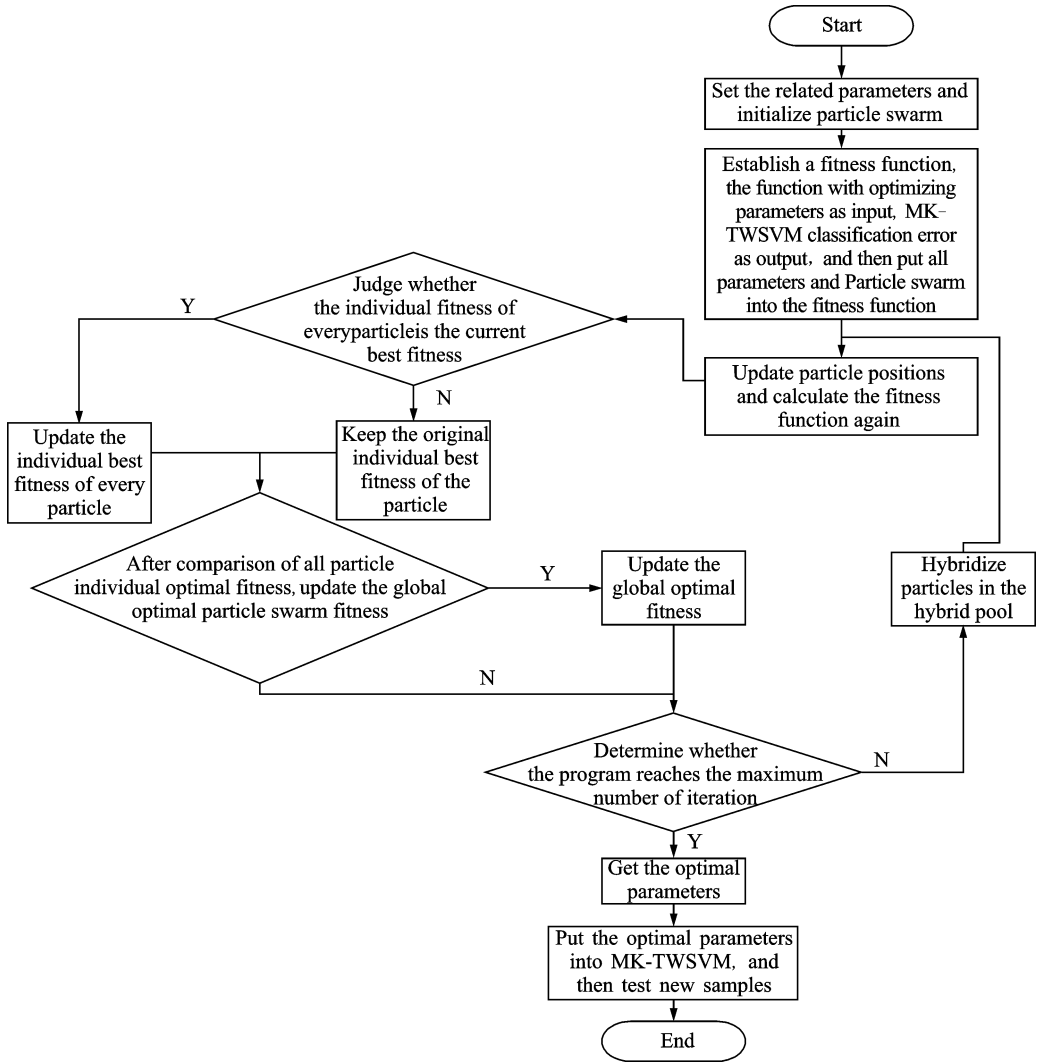 Start
Set the related parameters and
initialize particle swarm
Establish a fitness function,
the function with optimizing
parameters as input, MK-
TWSVM classification error
as output, and then put all
parameters and Particle swarm
into the fitness function
Update particle positions
and calculate the fitness
function again
Judge whether
the individual fitness of
everyparticleis the current
best fitness
Y
N
Update the
individual best
fitness of every
particle
Keep the original
individual best
fitness of the
particle
After comparison of all particle
individual optimal fitness, update the global
optimal particle swarm fitness
Y
N
Update the
global optimal
fitness
Hybridize
particles in the
hybrid pool
Determine whether
the program reaches the maximum
number of iteration
N
Y
Get the optimal
parameters
Put the optimal parameters
into MK-TWSVM, and
then test new samples
End